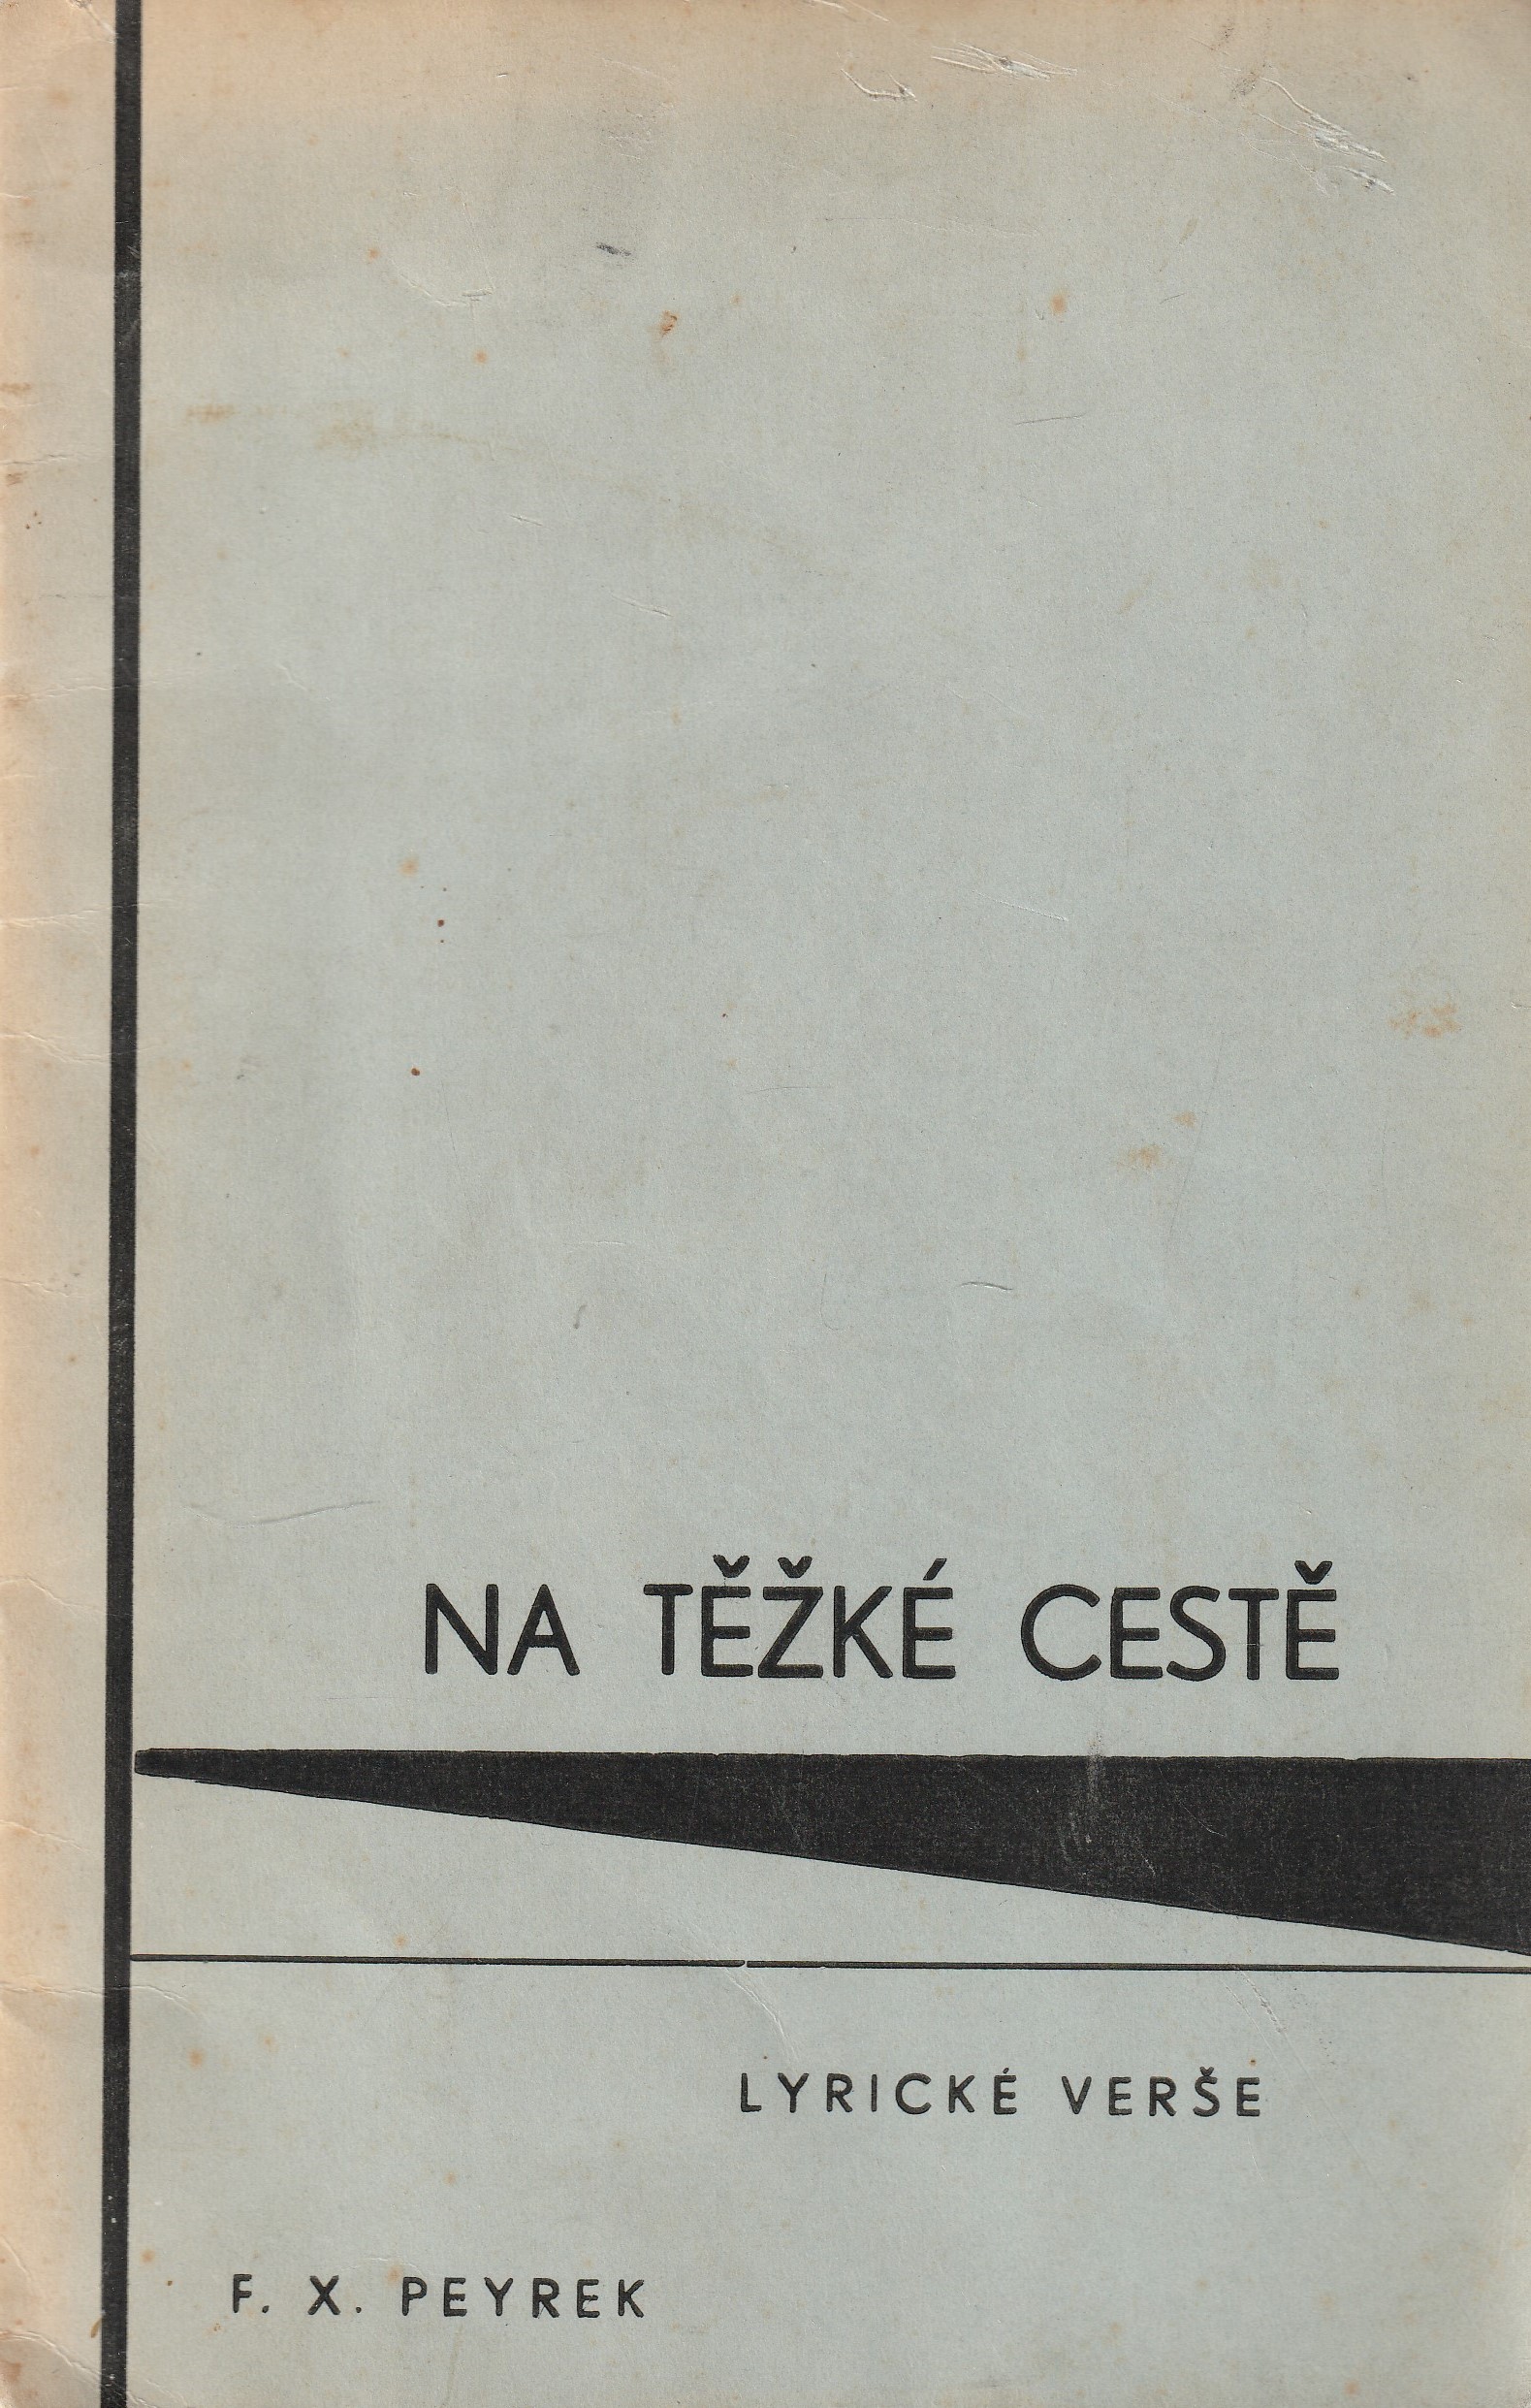 NA TĚŽKÉ CESTĚ
LYRICKÉ VERŠE
F. X. PEYREK